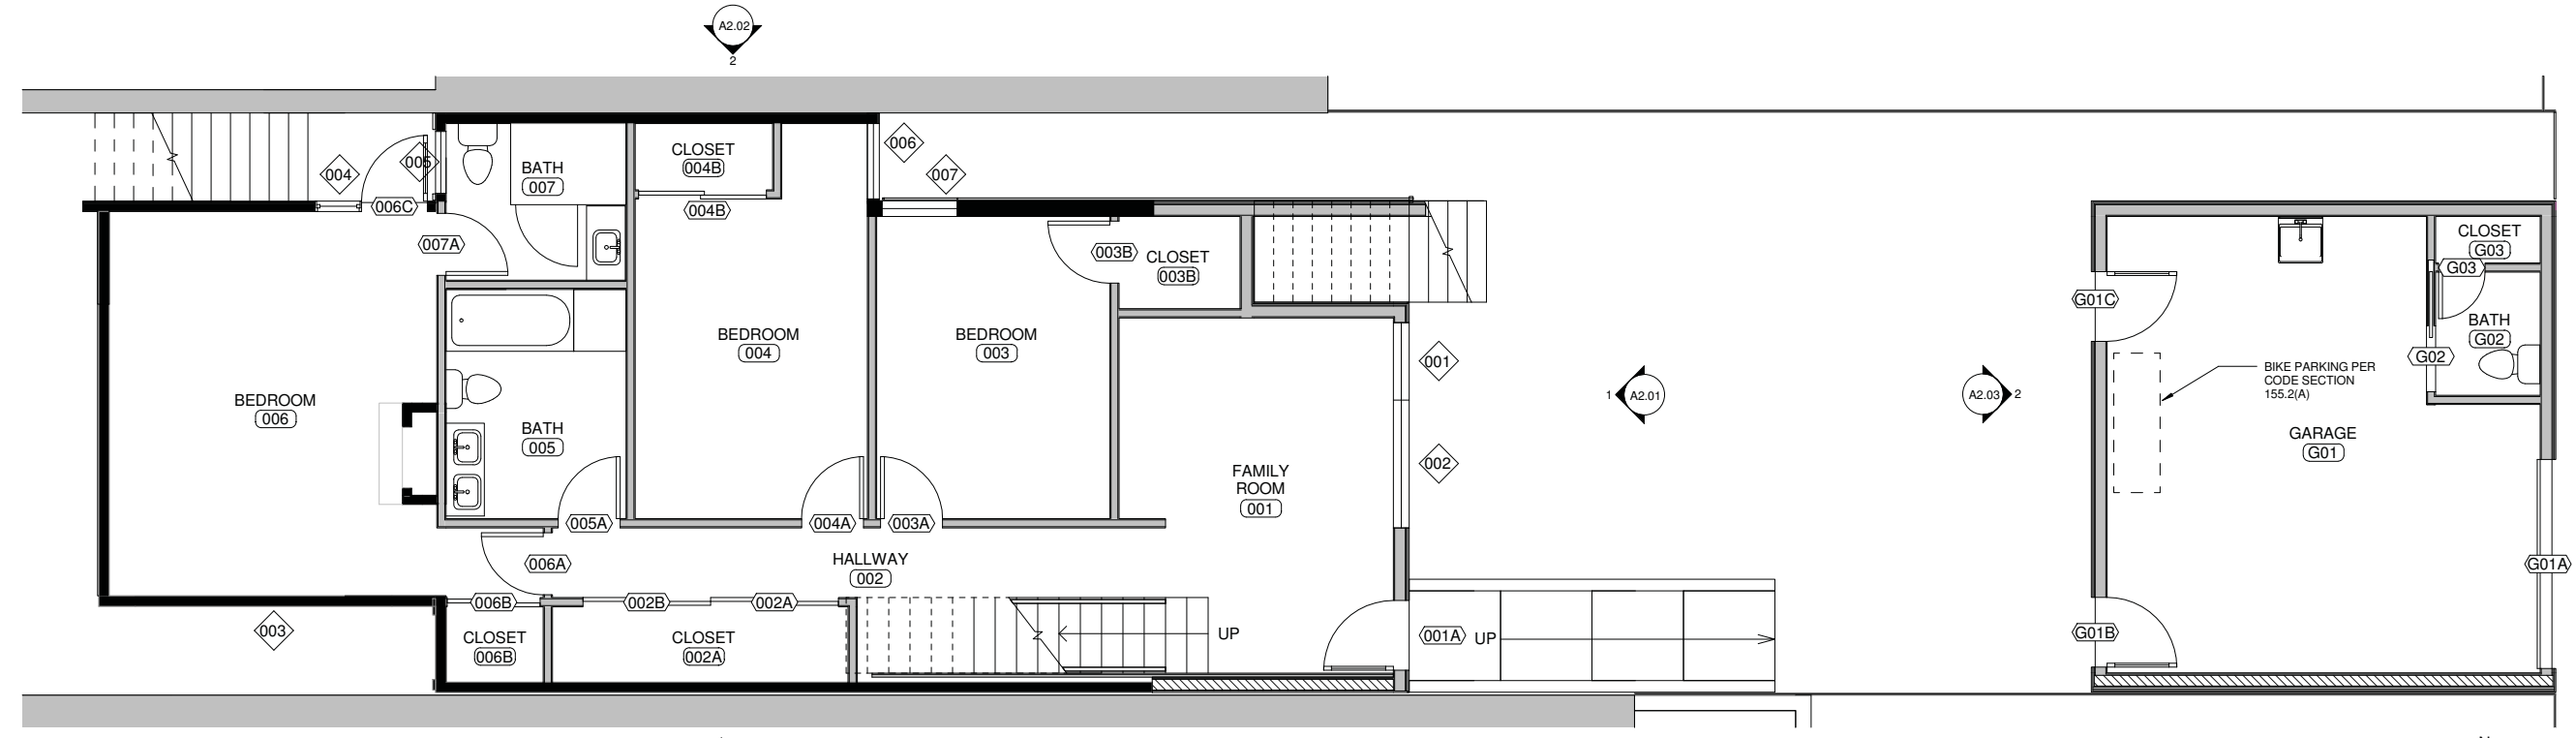 A2.02
2
004
005
006C
007A
BATH
007
CLOSET
004B
004B
006
007
003B
CLOSET
003B
BEDROOM
006
BEDROOM
004
BEDROOM
003
BATH
005
FAMILY
ROOM
001
001
002
1
A2.01
A2.03
2
005A
004A
003A
006A
HALLWAY
002
006B
002B
002A
003
CLOSET
006B
CLOSET
002A
UP
001A
UP
CLOSET
G03
G03
G01C
BATH
G02
G02
BIKE PARKING PER
CODE SECTION
155.2(A)
GARAGE
G01
G01A
G01B